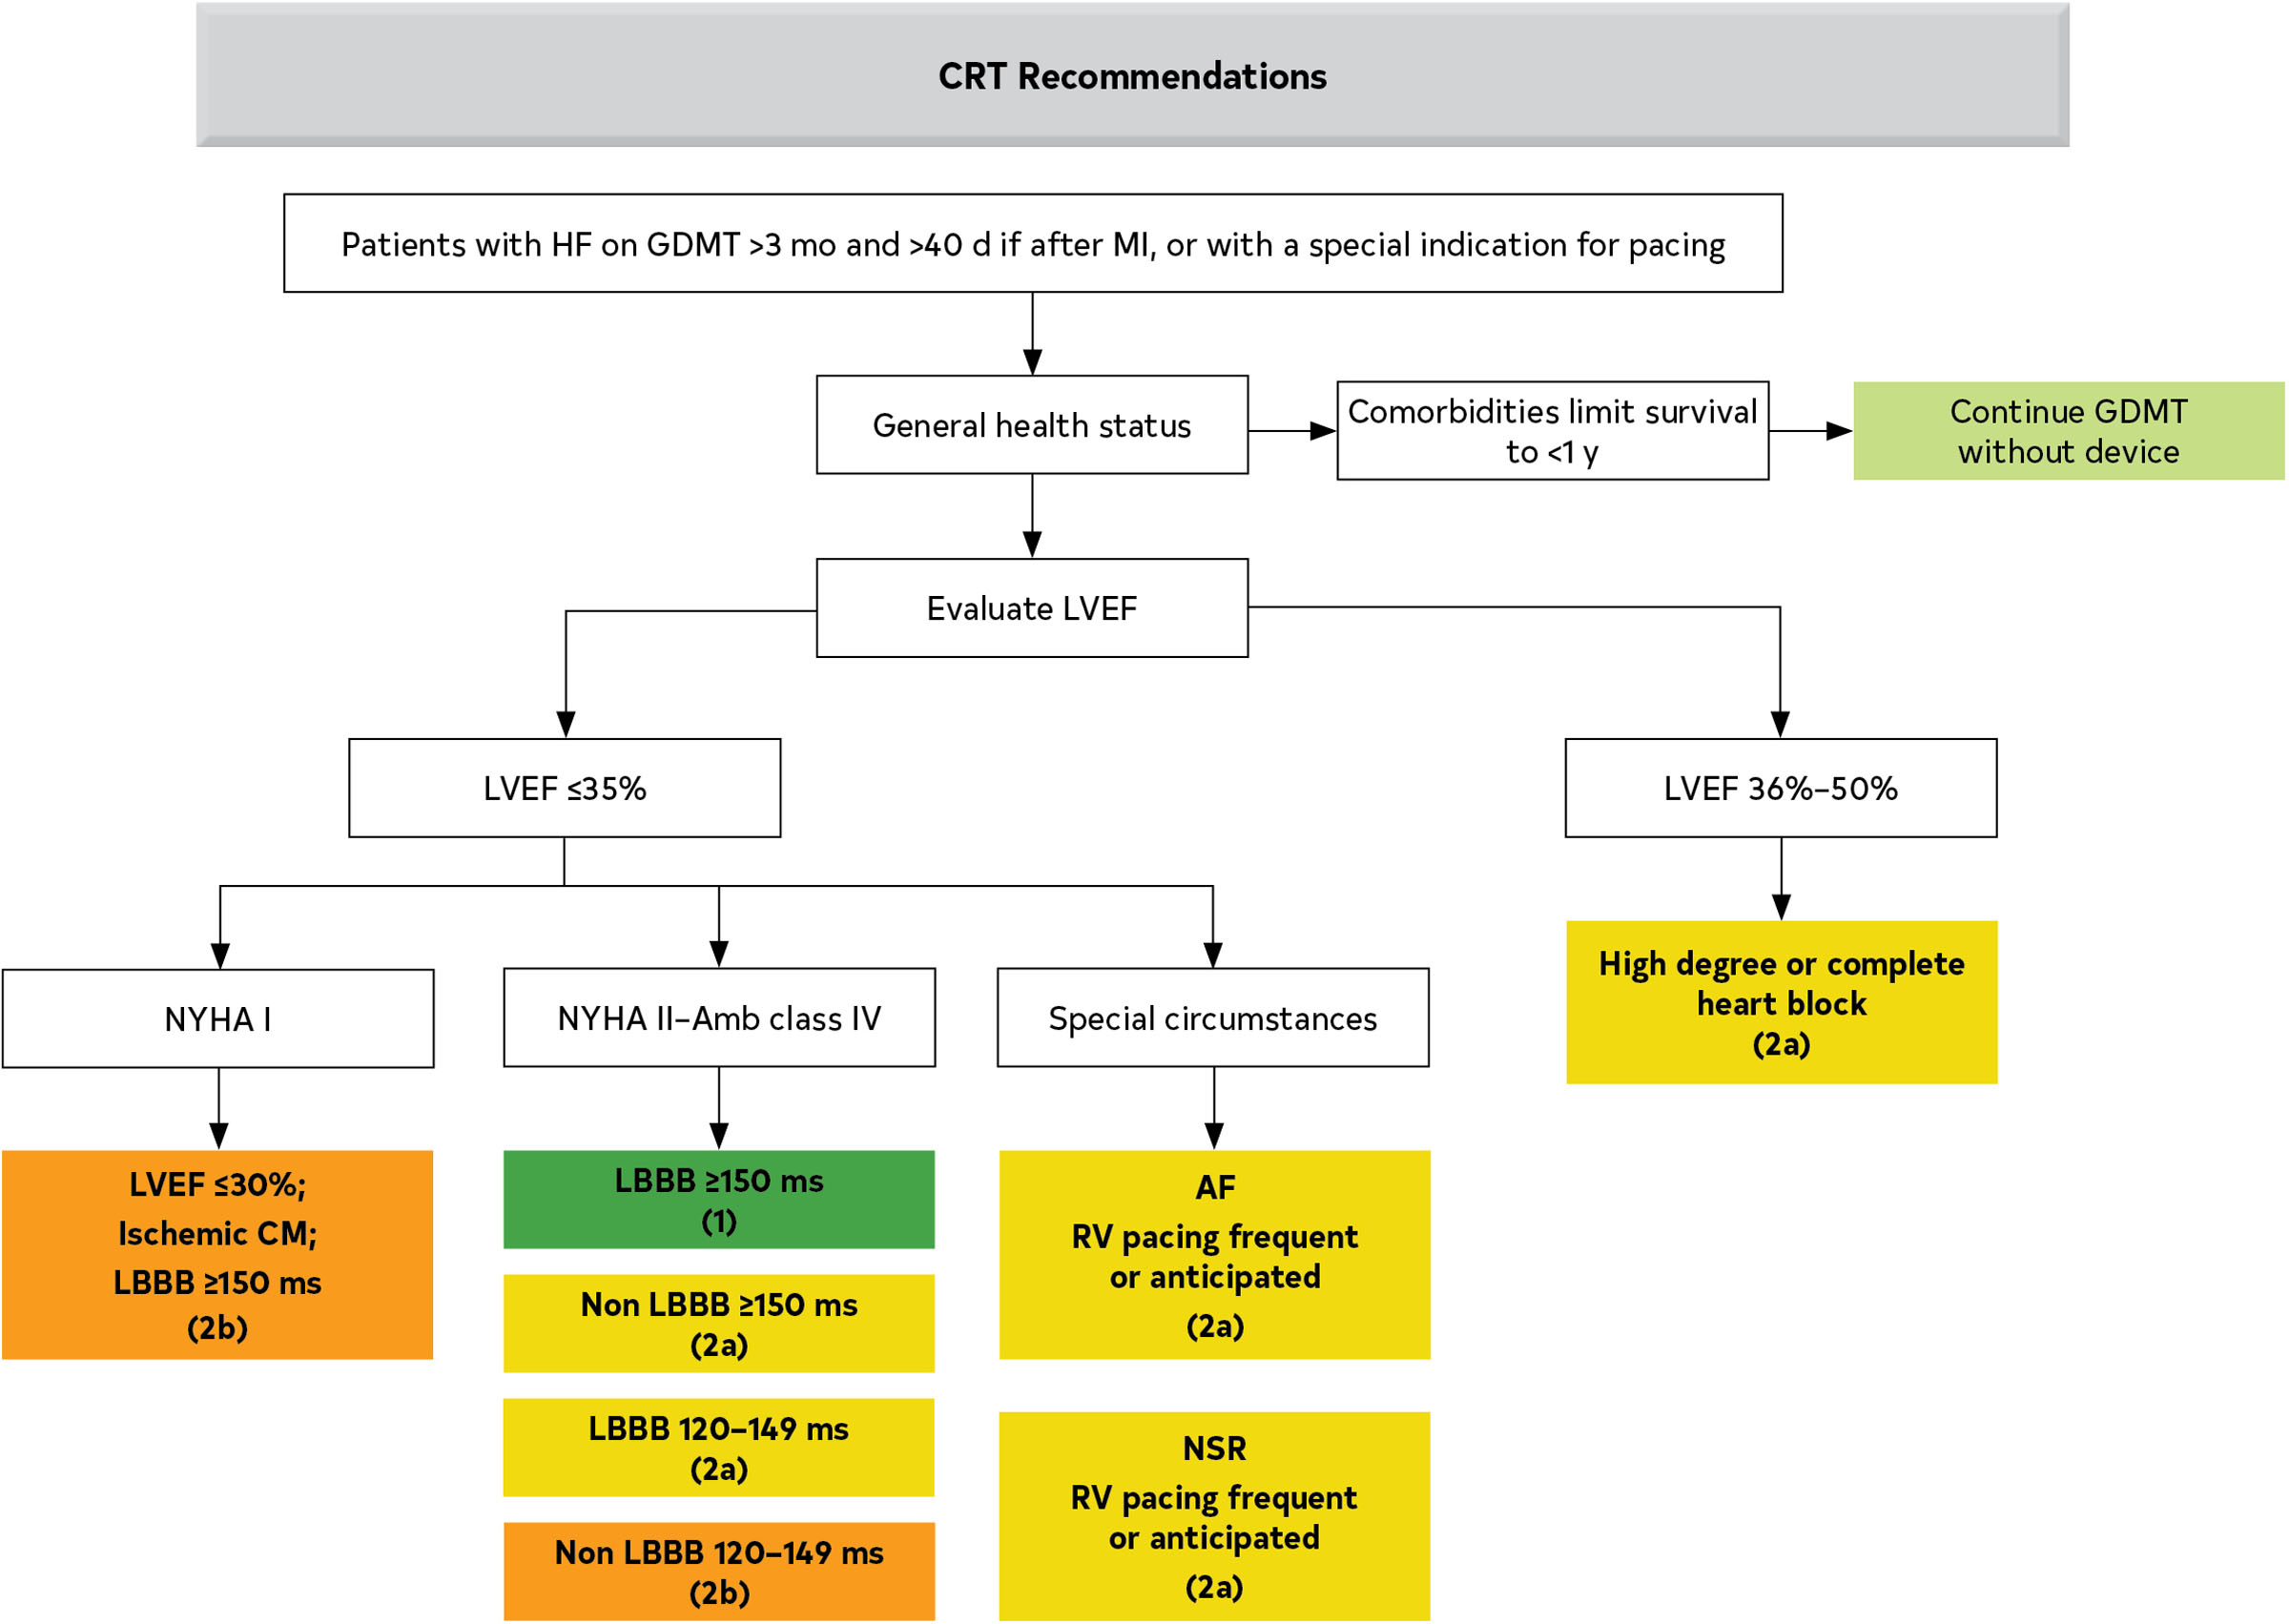 CRT Recommendations
Patients with HF on GDMT >3 mo and >40 d if after MI, or with a special indication for pacing
General health status
Comorbidities limit survival
to <1 y
Continue GDMT
without device
Evaluate LVEF
LVEF ≤35%
LVEF 36%–50%
NYHA I
NYHA II–Amb class IV
Special circumstances
High degree or complete
heart block
(2a)
LVEF ≤30%;
Ischemic CM;
LBBB ≥150 ms
(2b)
LBBB ≥150 ms
(1)
Non LBBB ≥150 ms
(2a)
LBBB 120–149 ms
(2a)
Non LBBB 120–149 ms
(2b)
AF
RV pacing frequent
or anticipated
(2a)
NSR
RV pacing frequent
or anticipated
(2a)